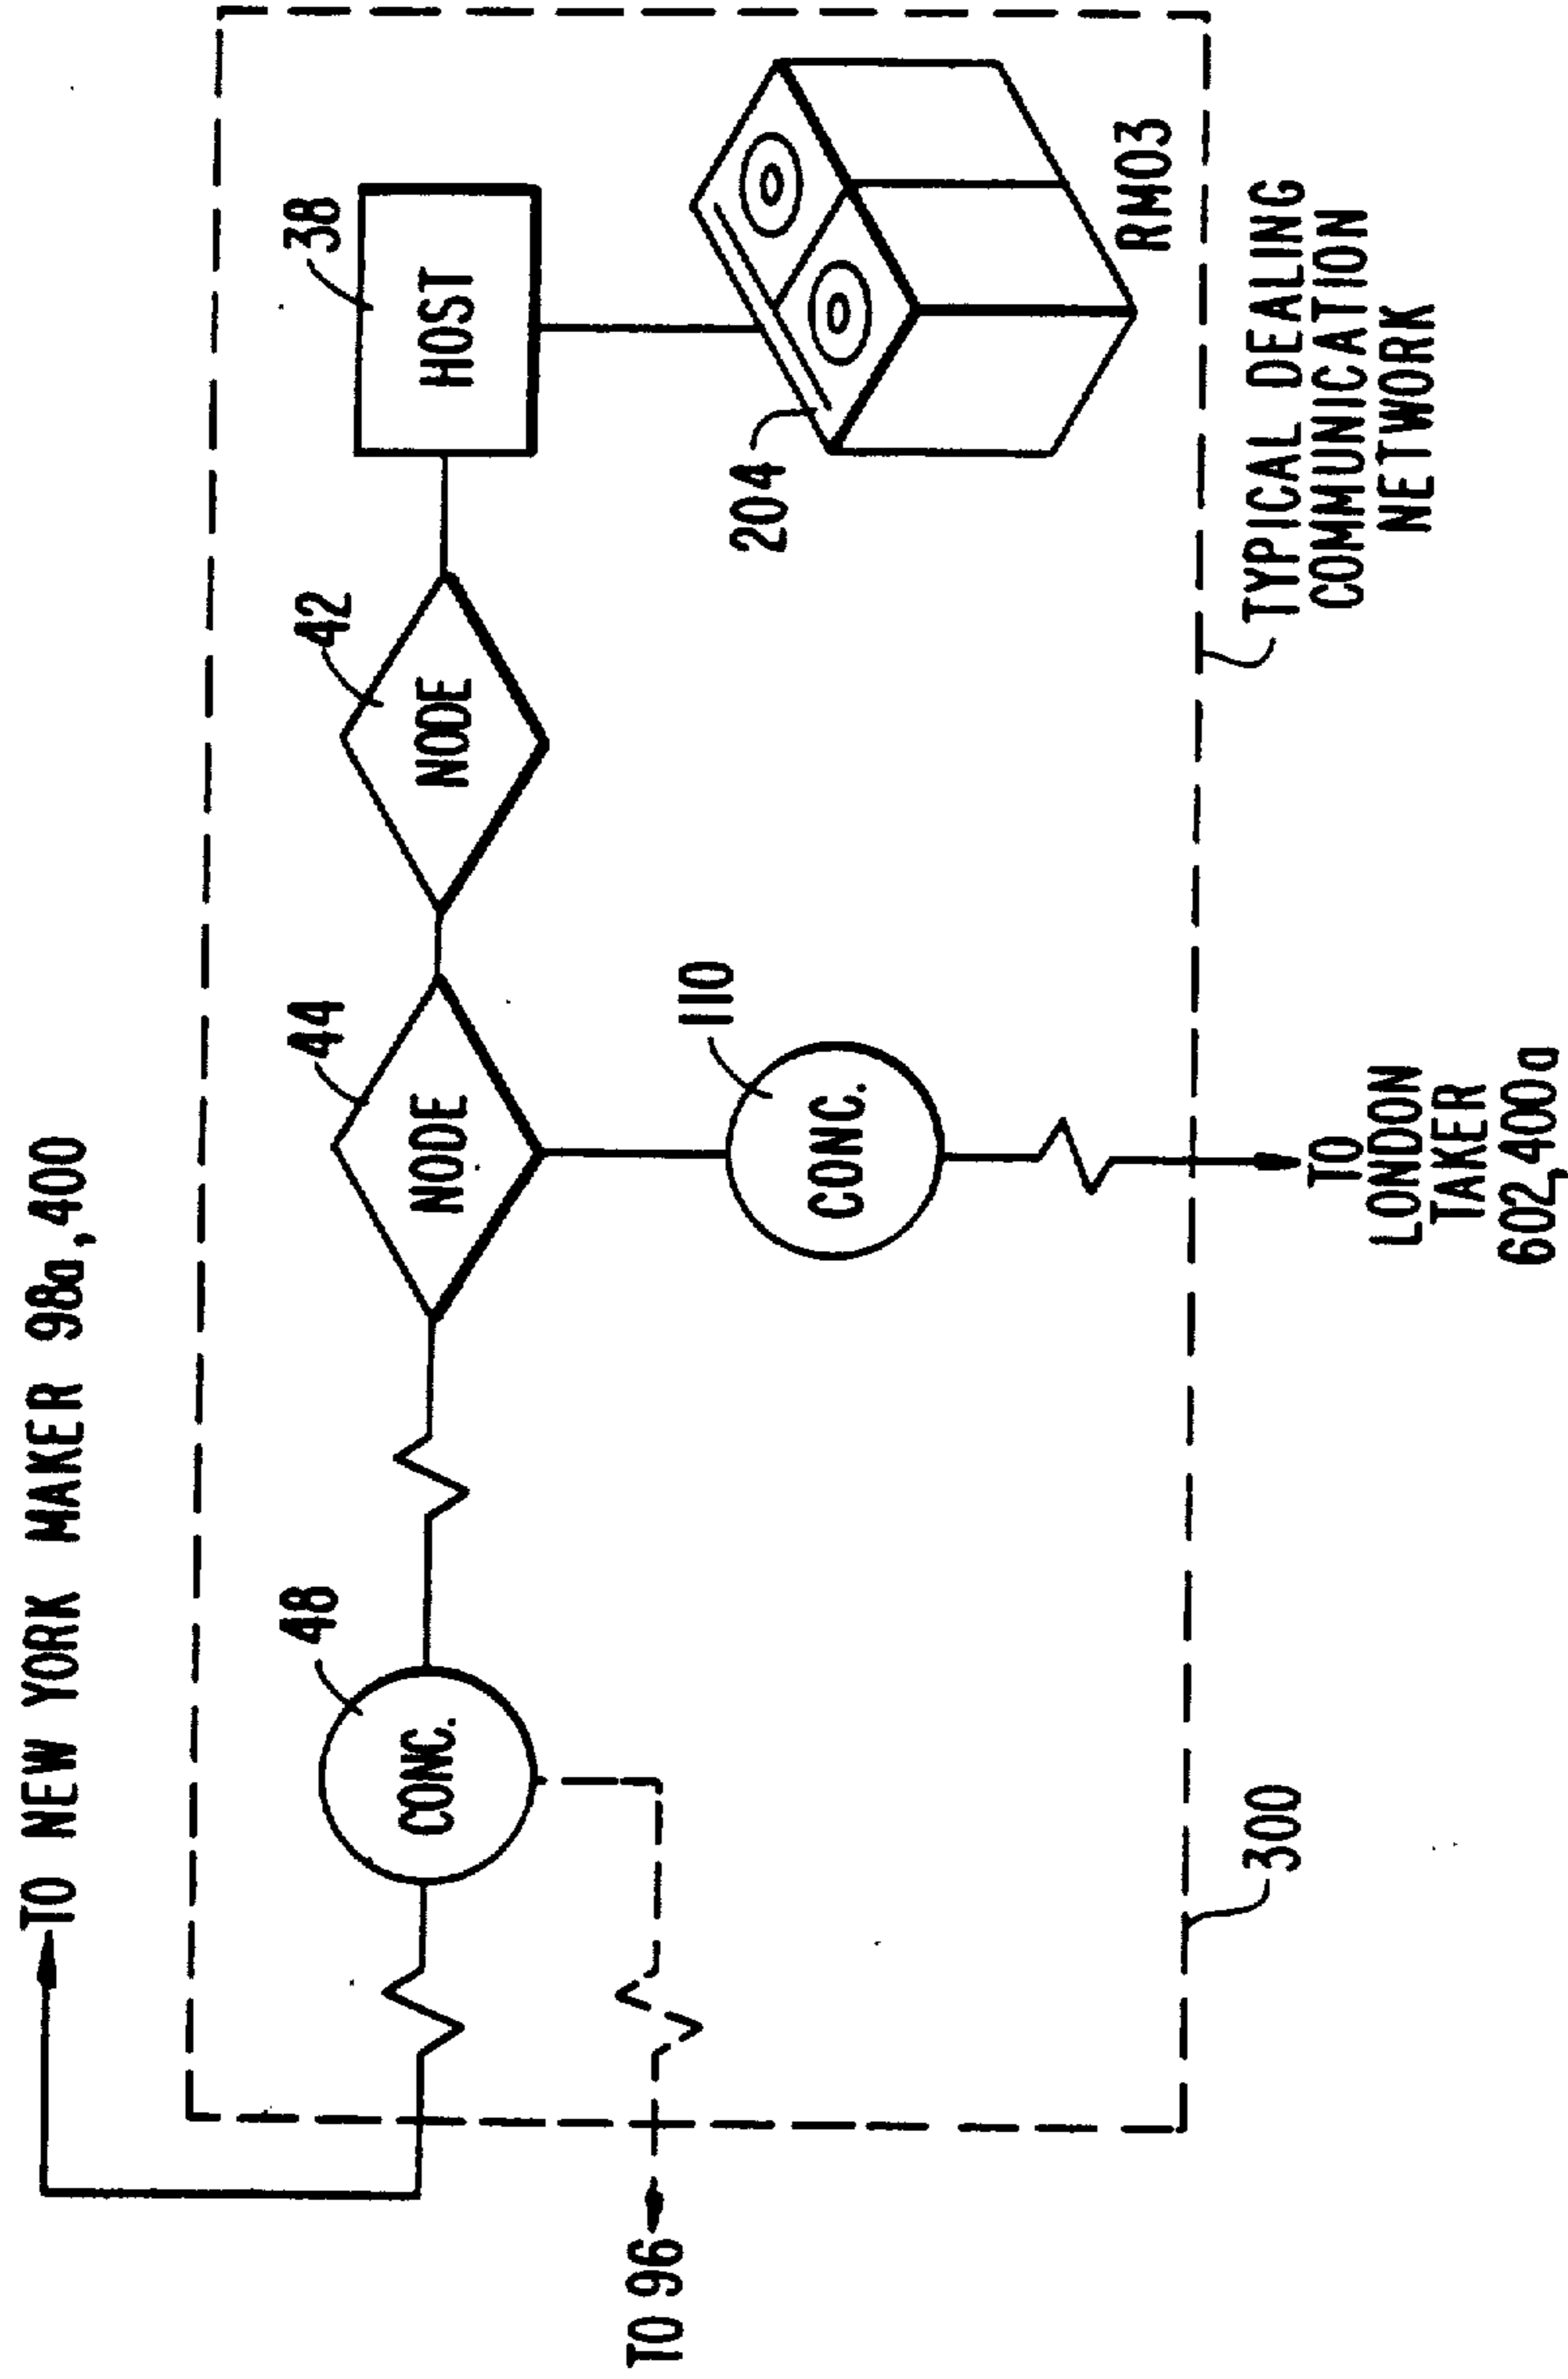 TO NEW YORK MAKER 98a,400
48
44
42
38
CONC.
NODE
NODE
HOST
TO 96
110
204
CONC.
RM03
300
TO
LONDON
TAKER
602,400a
TYPICAL DEALING
COMMUNICATION
NETWORK